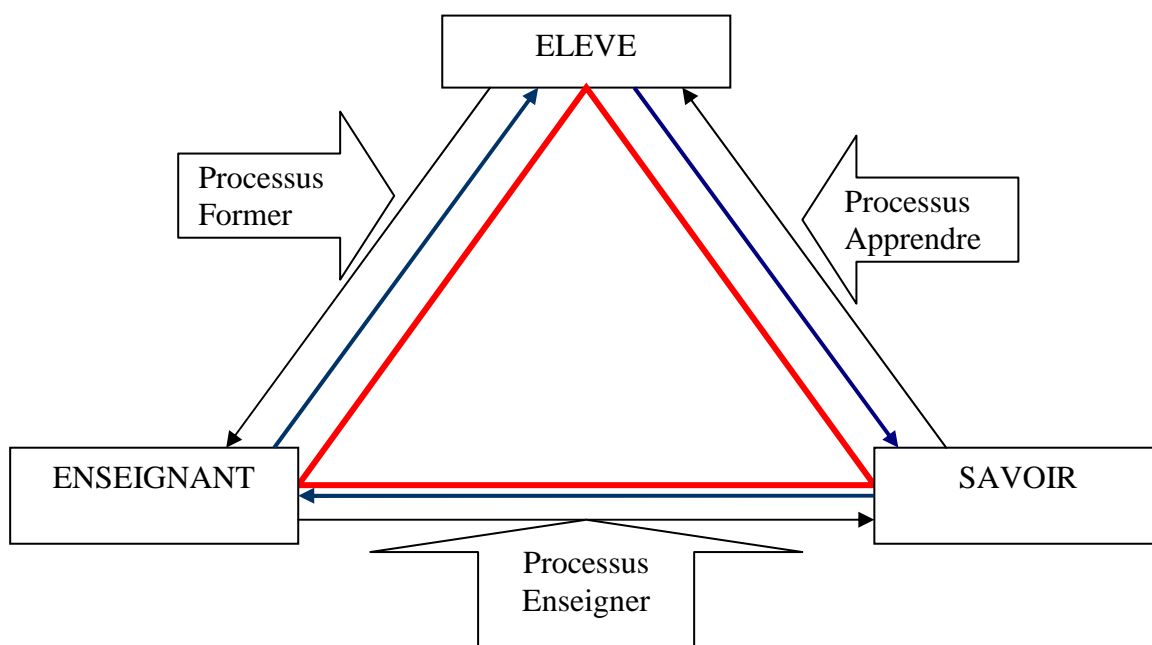 ELEVE
Processus
Former
Processus
Apprendre
ENSEIGNANT
SAVOIR
Processus
Enseigner